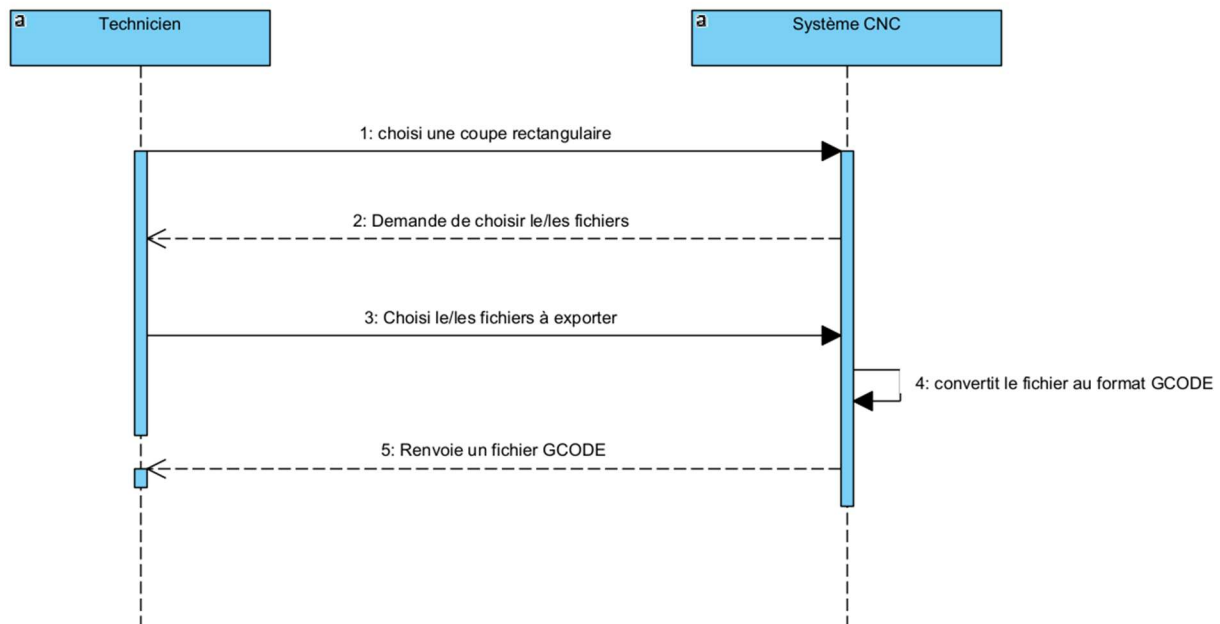 a
Technicien
a
Système CNC
1: choisi une coupe rectangulaire
2: Demande de choisir le/les fichiers
3: Choisi le/les fichiers à exporter
4: convertit le fichier au format GCODE
5: Renvoie un fichier GCODE